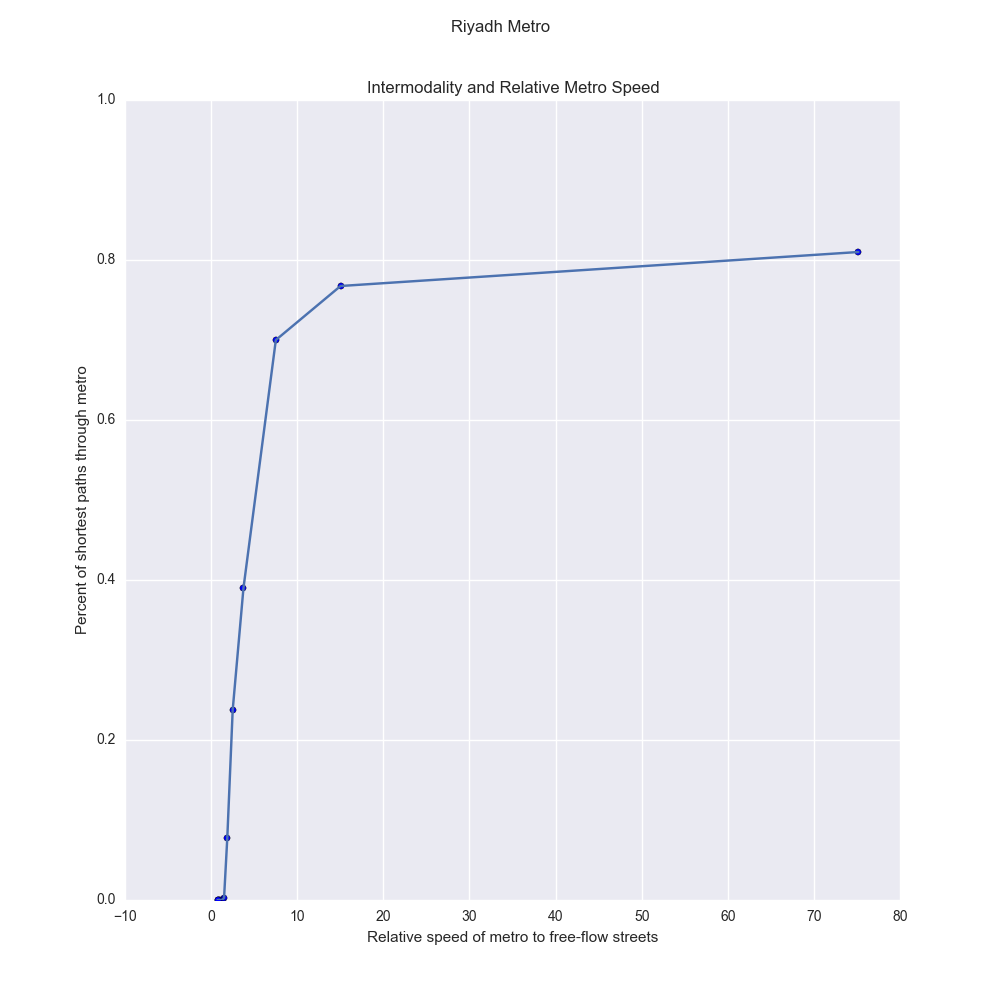 Riyadh Metro
Intermodality and Relative Metro Speed
1.0
0.8
0.6
0.4
0.2
0.0
Percent of shortest paths through metro
−10 0 10 20 30 40 50 60 70 80
Relative speed of metro to free-flow streets